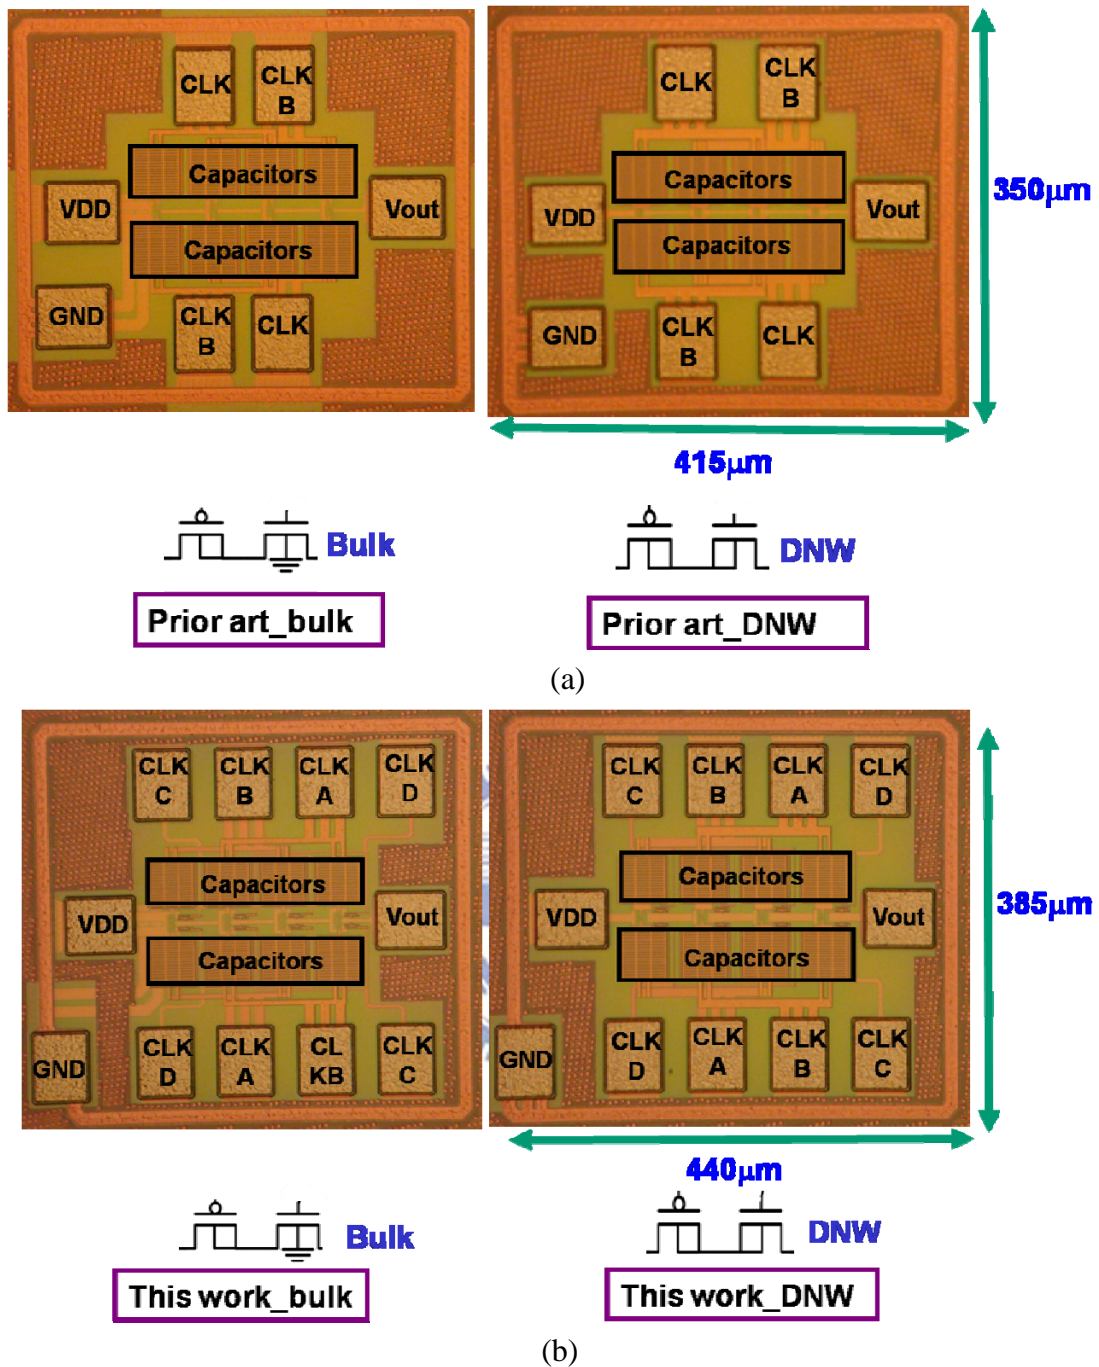 CLK
CLK
B
CLK
CLK
B
Capacitors
Capacitors
VDD
Vout
VDD
Vout
350μm
Capacitors
Capacitors
GND
CLK
B
CLK
GND
CLK
B
CLK
415μm
Bulk
DNW
Prior art_bulk
Prior art_DNW
(a)
CLK
C
CLK
B
CLK
A
CLK
D
CLK
C
CLK
B
CLK
A
CLK
D
Capacitors
Capacitors
VDD
Vout
VDD
Vout
385μm
Capacitors
Capacitors
GND
CLK
D
CLK
A
CL
KB
CLK
C
GND
CLK
D
CLK
A
CLK
B
CLK
C
440μm
Bulk
DNW
This work_bulk
This work_DNW
(b)